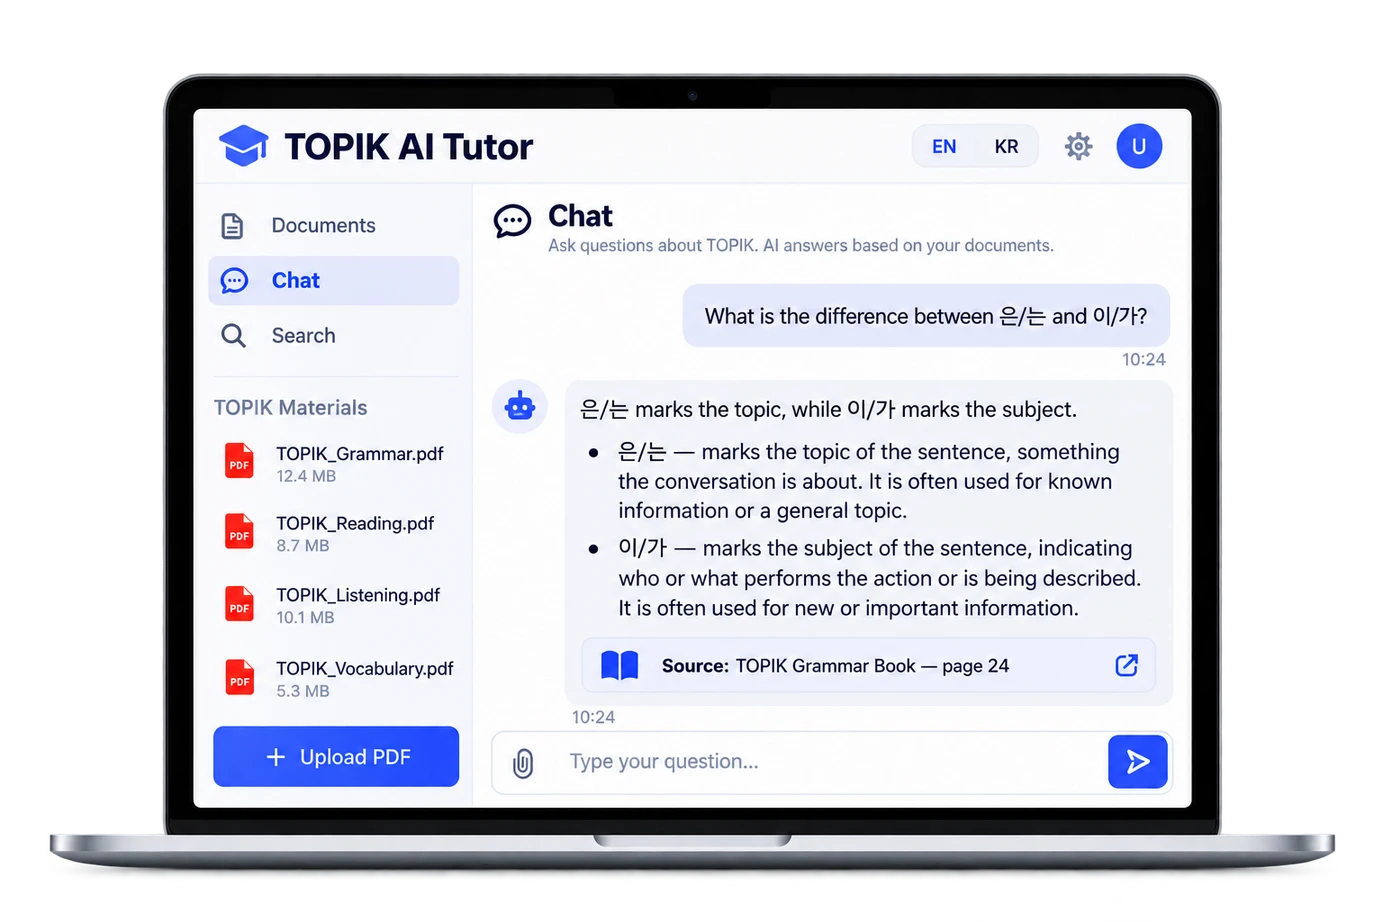 TOPIK AI Tutor
EN KR
U
Documents
Chat
Search
TOPIK Materials
PDF
TOPIK_Grammar.pdf
12.4 MB
PDF
TOPIK_Reading.pdf
8.7 MB
PDF
TOPIK_Listening.pdf
10.1 MB
PDF
TOPIK_Vocabulary.pdf
5.3 MB
+ Upload PDF
Chat
Ask questions about TOPIK. AI answers based on your documents.
What is the difference between 은/는 and 이/가?
10:24
은/는 marks the topic, while 이/가 marks the subject.
• 은/는 — marks the topic of the sentence, something
the conversation is about. It is often used for known
information or a general topic.
• 이/가 — marks the subject of the sentence, indicating
who or what performs the action or is being described.
It is often used for new or important information.
Source: TOPIK Grammar Book — page 24
10:24
Type your question...